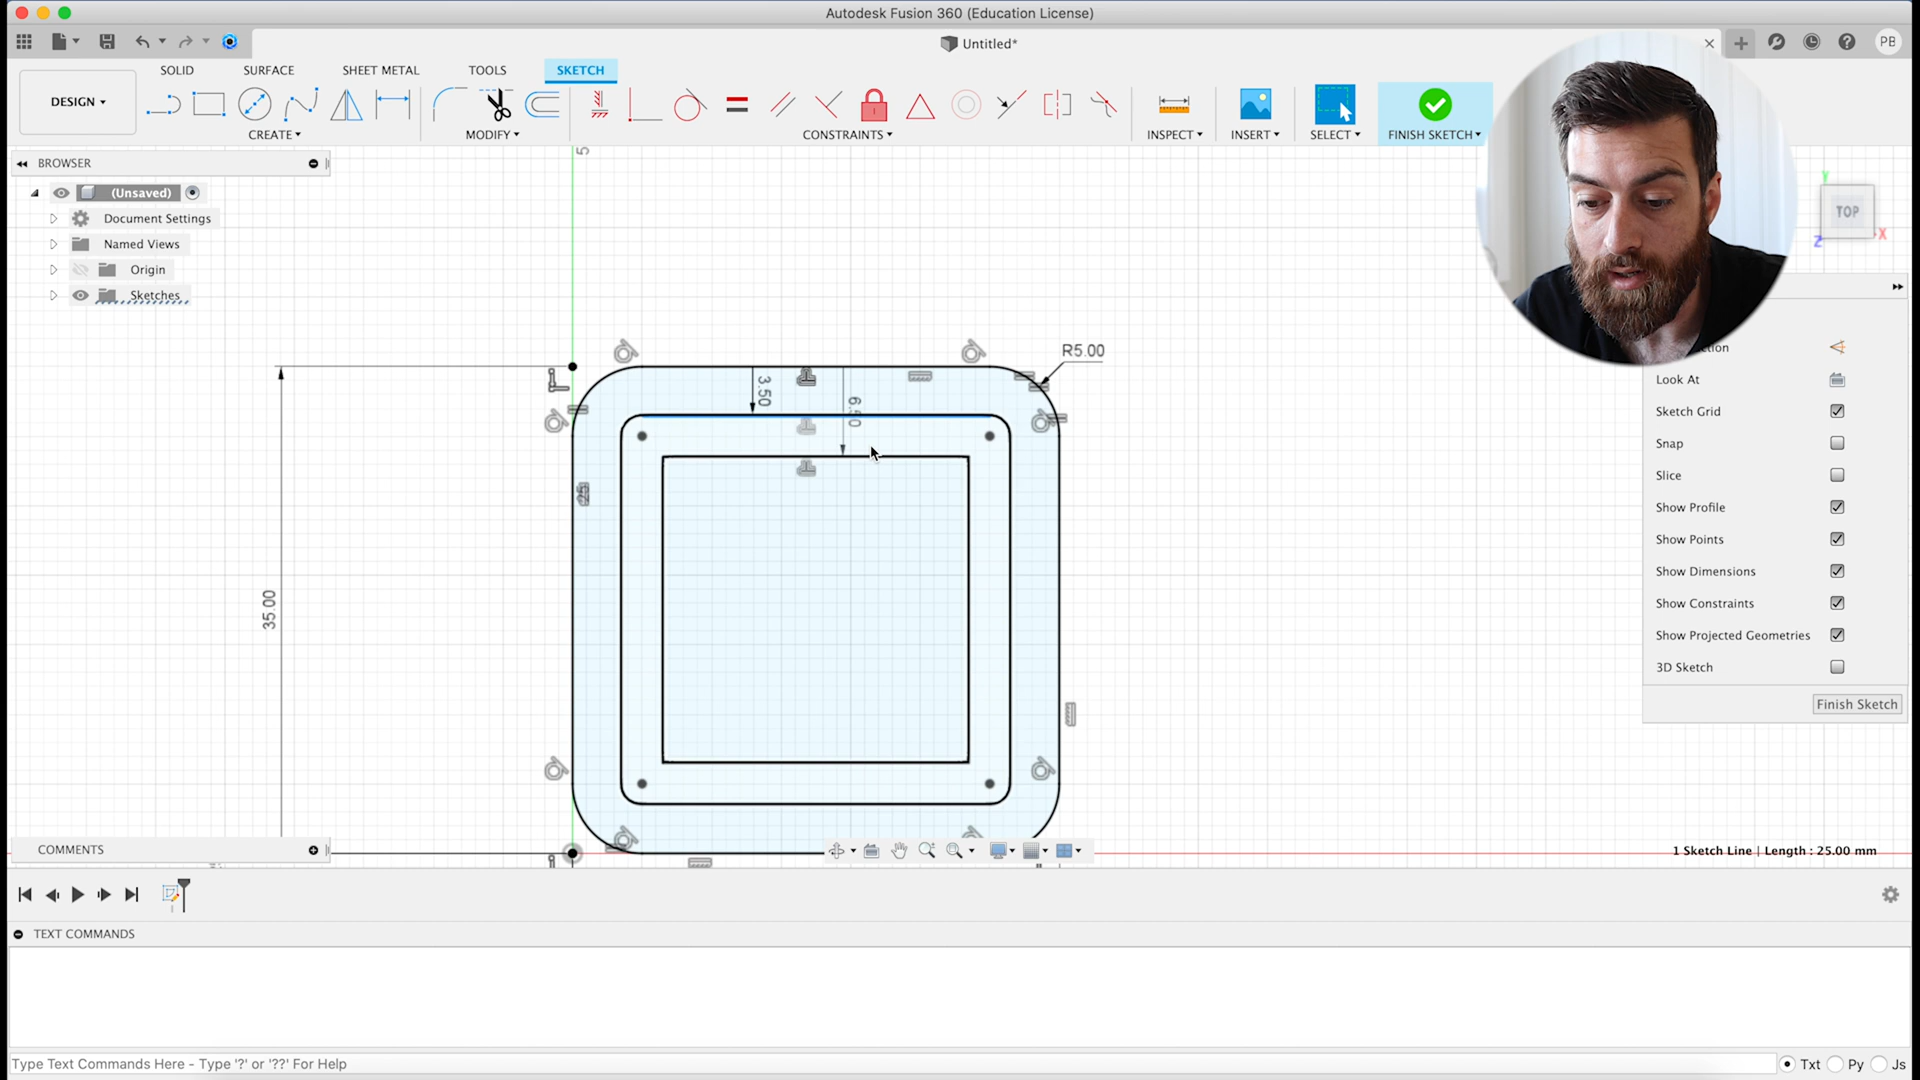 Autodesk Fusion 360 (Education License)
Untitled*
PB
SOLID
SURFACE
SHEET METAL
TOOLS
SKETCH
DESIGN
CREATE
MODIFY
CONSTRAINTS
INSPECT
INSERT
SELECT
FINISH SKETCH
BROWSER
(Unsaved)
Document Settings
Named Views
Origin
Sketches
5
TOP
Y
X
Z
R5.00
3.50
35.00
Look At
Sketch Grid
Snap
Slice
Show Profile
Show Points
Show Dimensions
Show Constraints
Show Projected Geometries
3D Sketch
Finish Sketch
COMMENTS
1 Sketch Line | Length : 25.00 mm
TEXT COMMANDS
Type Text Commands Here - Type '?' or '??' For Help
Txt
Py
Js